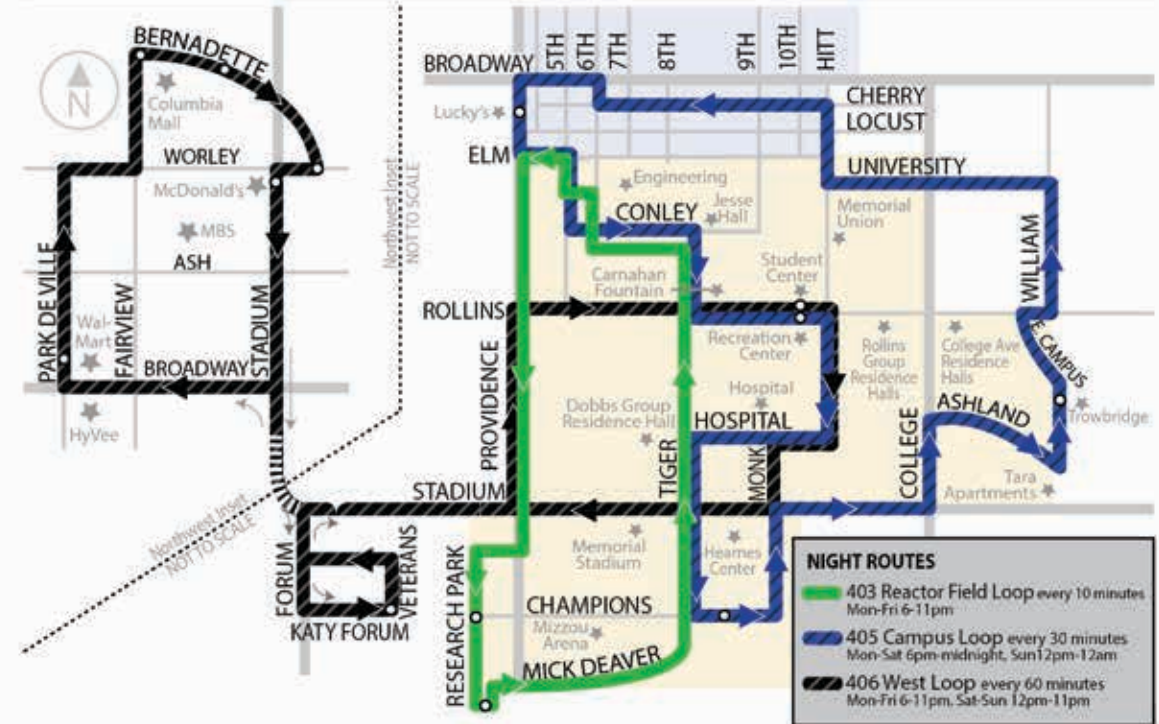 BERNADETTE
N
Columbia
Mall
WORLEY
McDonald's
MBS
ASH
PARK DE VILLE
FAIRVIEW
STADIUM
Wal-
Mart
BROADWAY
HyVee
Northwest Inset
NOT TO SCALE
Northwest Inset
NOT TO SCALE
BROADWAY
5TH
6TH
7TH
8TH
9TH
10TH
HITT
Lucky's
CHERRY
LOCUST
ELM
UNIVERSITY
Engineering
Jesse
Hall
CONLEY
Memorial
Union
Student
Center
Carnahan
Fountain
WILLIAM
ROLLINS
Recreation
Center
Rollins
Group
Residence
Halls
College Ave
Residence
Halls
E. CAMPUS
PROVIDENCE
Hospital
Dobbs Group
Residence Hall
HOSPITAL
ASHLAND
Trowbridge
TIGER
MONK
COLLEGE
Tara
Apartments
STADIUM
Memorial
Stadium
Hearnes
Center
FORUM
VETERANS
KATY FORUM
RESEARCH PARK
CHAMPIONS
Mizzou
Arena
MICK DEAVER
NIGHT ROUTES
403 Reactor Field Loop every 10 minutes
Mon-Fri 6-11pm
405 Campus Loop every 30 minutes
Mon-Sat 6pm-midnight, Sun12pm-12am
406 West Loop every 60 minutes
Mon-Fri 6-11pm, Sat-Sun 12pm-11pm